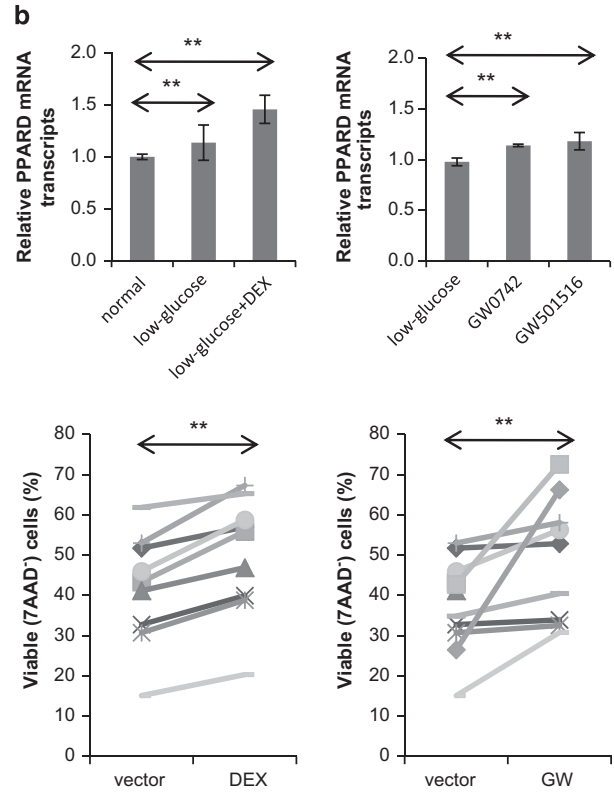 b
Relative PPARD mRNA
transcripts
2.0
1.5
1.0
0.5
0.0
**
**
normal
low-glucose
low-glucose+DEX
Relative PPARD mRNA
transcripts
2.0
1.5
1.0
0.5
0.0
**
**
low-glucose
GW0742
GW501516
Viable (7AAD⁻) cells (%)
80
70
60
50
40
30
20
10
0
**
vector
DEX
Viable (7AAD⁻) cells (%)
80
70
60
50
40
30
20
10
0
**
vector
GW